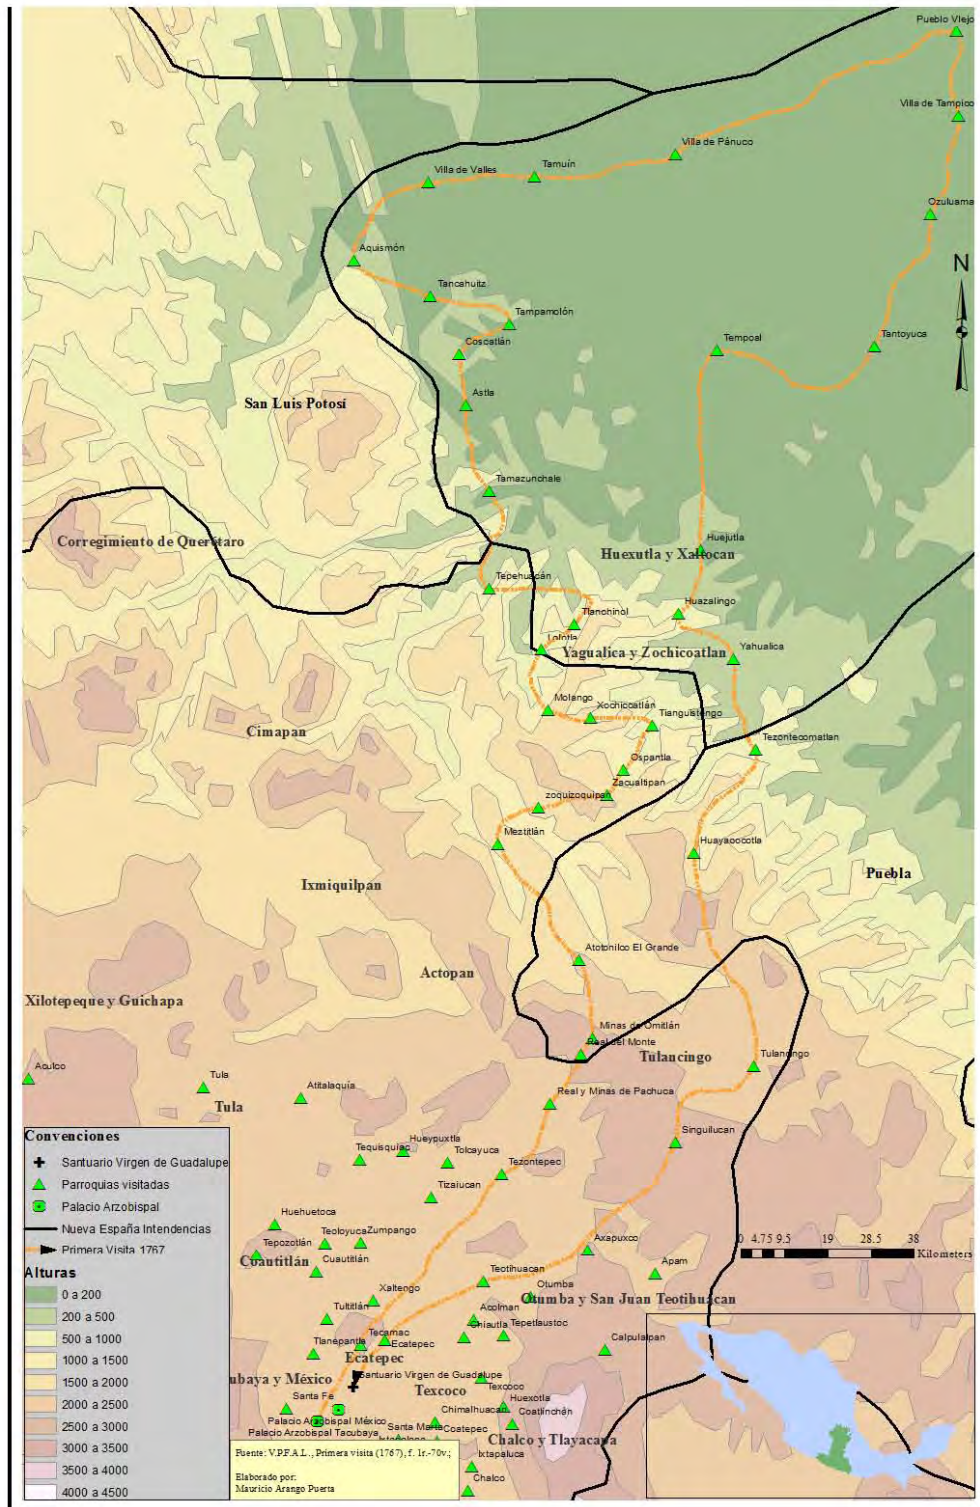 Pueblo Viejo
Villa de Tampico
Villa de Pánuco
Tamuín
Villa de Valles
Ozuluama
Aquismón
N
Tancahuitz
Tampamolón
Tempoal
Tantoyuca
Coscatlán
San Luis Potosí
Astla
Tamazunchale
Corregimiento de Querétaro
Huejutla
Huexutla y Xaltocan
Tepehuacán
Huazalingo
Tlanchinol
Lolotla
Yagualica y Zochicoatlan
Yahualica
Molango
Xochiccatlán
Tianguistengo
Cimapan
Tezontecomatlan
Ospantla
Zacualtipan
zoquizoquipan
Meztitlán
Huayaoocotla
Puebla
Ixmiquilpan
Atotonilco El Grande
Actopan
Xilotepeque y Guichapa
Minas de Omitlán
Real del Monte
Tulancingo
Tulancingo
Aculco
Tula
Atitalaquía
Tula
Real y Minas de Pachuca
Singuilucan
Hueypuxtla
Tequisquiac
Tolcayuca
Tezontepec
Tizaiucan
Huehuetoca
Teoloyuca
Zumpango
Tepozotlán
Coautitlán
Cuautitlán
Axapuxco
Apam
Teotihucan
Otumba
Otumba y San Juan Teotihuacan
Xaltengo
Tultitlán
Acolman
Chiautla
Tepetlaustoc
Tecamac
Ecatepec
Tlanepantla
Ecatepec
Calpulalpan
Santuario Virgen de Guadalupe
ubaya y México
Texcoco
Texcoco
Santa Fe
Huexotla
Chimalhuacan
Coatlinchén
Palacio Arzobispal México
Palacio Arzobispal Tacubaya
Santa María
Coatepec
Chalco y Tlayacapa
Ixtapaluca
Chalco
Convenciones
Santuario Virgen de Guadalupe
Parroquias visitadas
Palacio Arzobispal
Nueva España Intendencias
Primera Visita 1767
Alturas
0 a 200
200 a 500
500 a 1000
1000 a 1500
1500 a 2000
2000 a 2500
2500 a 3000
3000 a 3500
3500 a 4000
4000 a 4500
0 4.75 9.5 19 28.5 38
Kilometers
Fuente: V.P.F.A.L., Primera visita (1767), f. 1r.-70v.;
Elaborado por:
Mauricio Arango Puerta